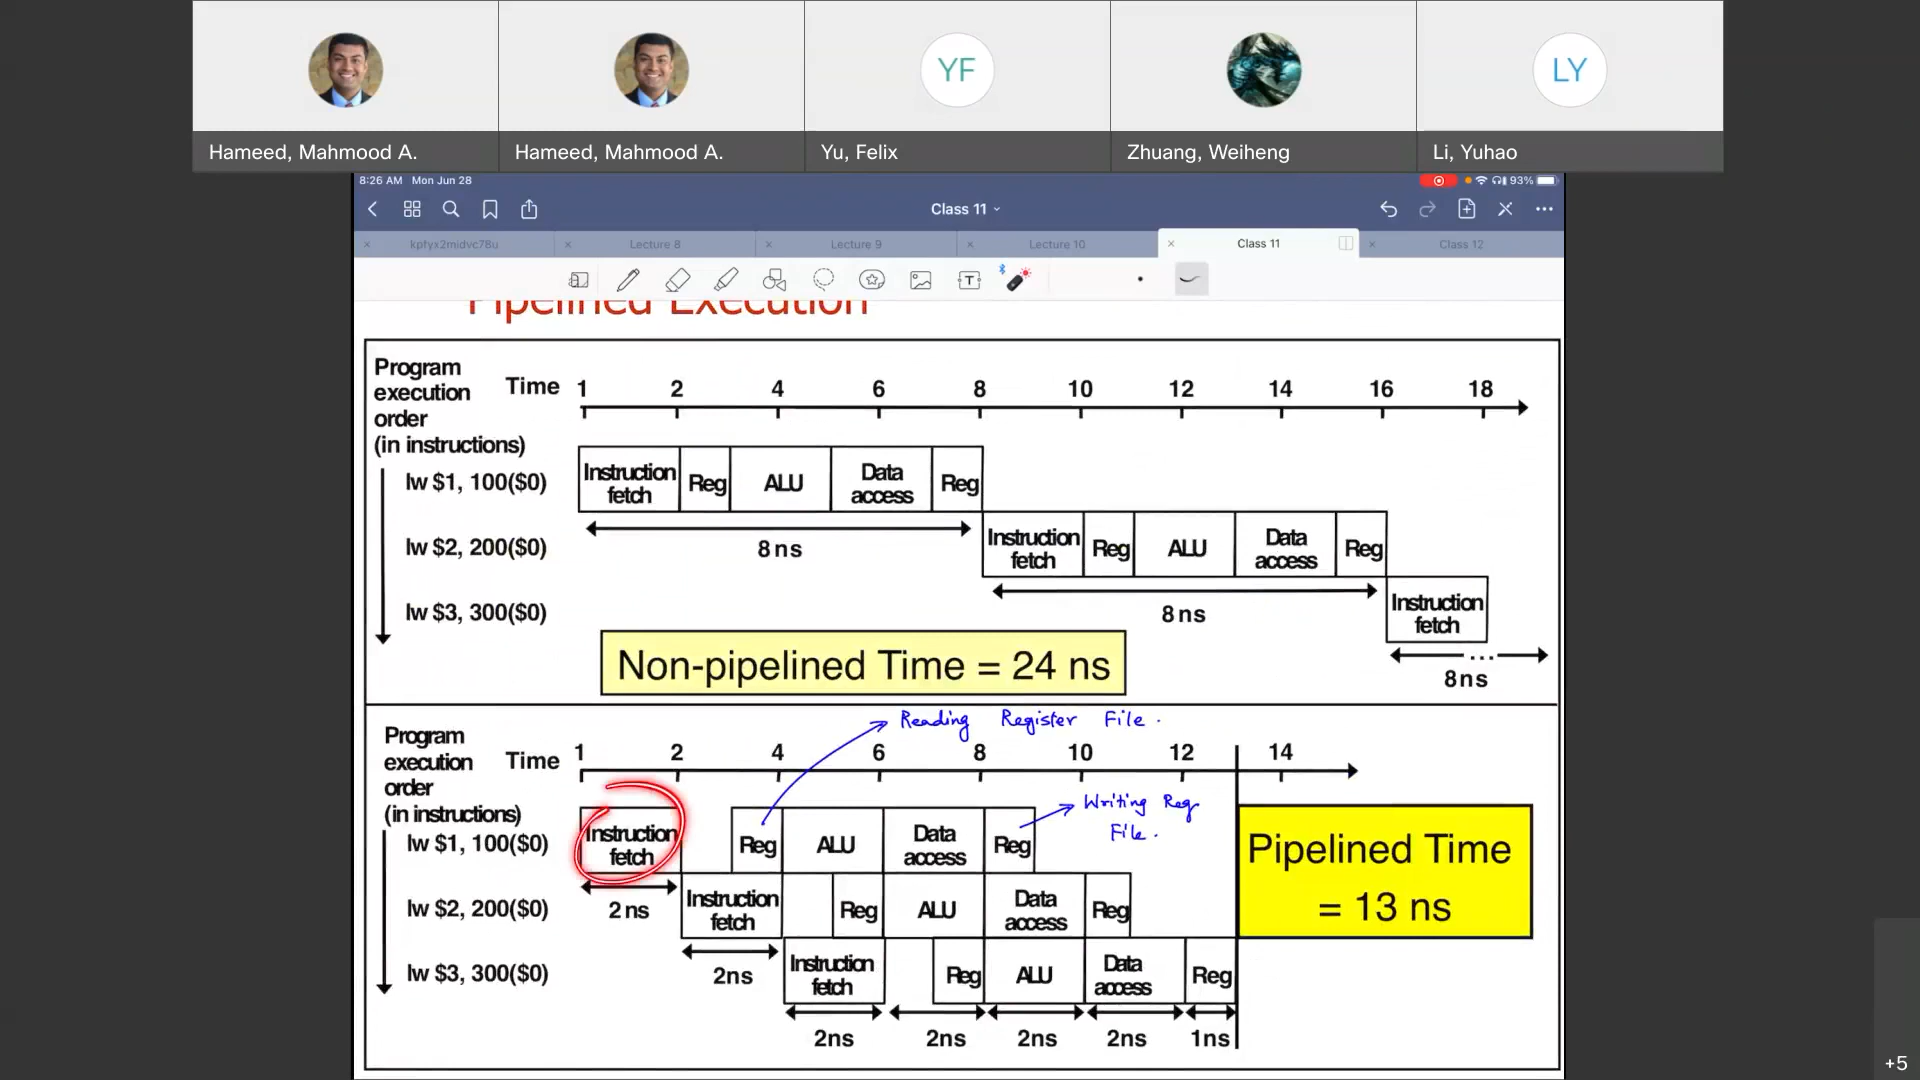 YF
LY
Hameed, Mahmood A.
Hameed, Mahmood A.
Yu, Felix
Zhuang, Weiheng
Li, Yuhao
8:26 AM Mon Jun 28
93%
Class 11
kpfyx2midvc78u
Lecture 8
Lecture 9
Lecture 10
Class 11
Class 12
T
Pipelined Execution
Program
execution
order
(in instructions)
Time 1 2 4 6 8 10 12 14 16 18
lw $1, 100($0)
Instruction
fetch
Reg
ALU
Data
access
Reg
8 ns
lw $2, 200($0)
Instruction
fetch
Reg
ALU
Data
access
Reg
8 ns
lw $3, 300($0)
Instruction
fetch
...
8ns
Non-pipelined Time = 24 ns
Reading Register File.
Program
execution
order
(in instructions)
Time 1 2 4 6 8 10 12 14
Writing Reg
File.
lw $1, 100($0)
Instruction
fetch
Reg
ALU
Data
access
Reg
2 ns
lw $2, 200($0)
Instruction
fetch
Reg
ALU
Data
access
Reg
2ns
lw $3, 300($0)
Instruction
fetch
Reg
ALU
Data
access
Reg
2ns 2ns 2ns 2ns 1ns
Pipelined Time
= 13 ns
+5